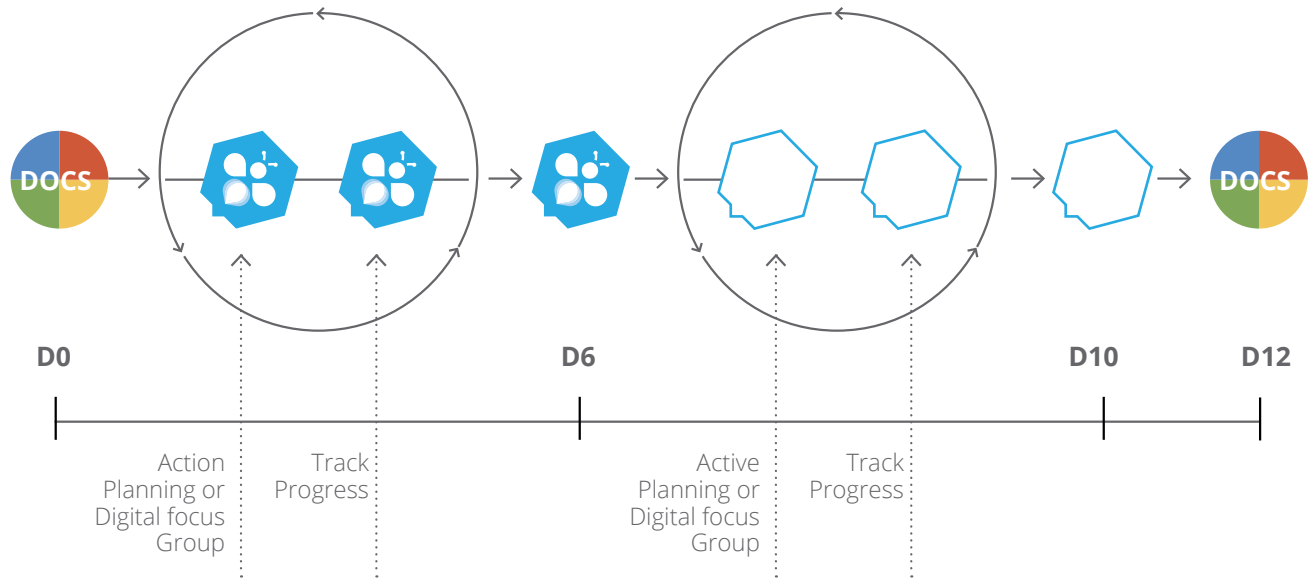 DOCS
DOCS
D0
D6
D10
D12
Action
Planning or
Digital focus
Group
Track
Progress
Active
Planning or
Digital focus
Group
Track
Progress